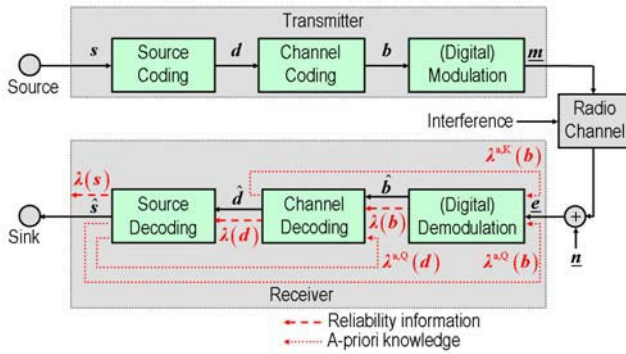 Transmitter
s
Source Coding
d
Channel Coding
b
(Digital) Modulation
m
Source
Radio Channel
Interference
λ^{a,K}(b)
λ(s)
ŝ
Source Decoding
d̂
λ(d)
Channel Decoding
b̂
λ(b)
(Digital) Demodulation
e
+
Sink
λ^{a,Q}(d)
λ^{a,Q}(b)
n
Receiver
Reliability information
A-priori knowledge